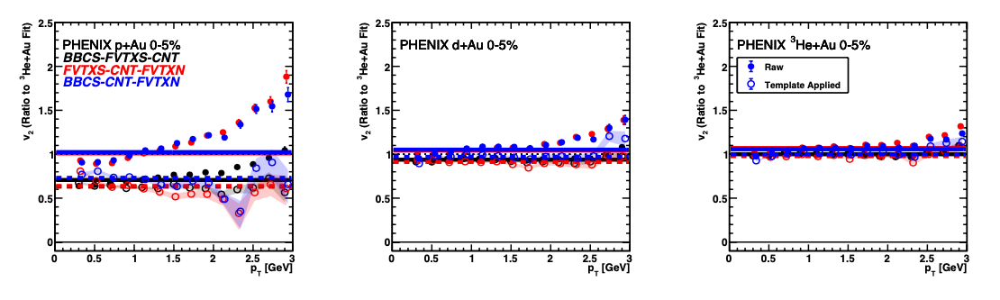 PHENIX p+Au 0-5%
BBCS-FVTXS-CNT
FVTXS-CNT-FVTXN
BBCS-CNT-FVTXN
v2 (Ratio to 3He+Au Fit)
2.5
2
1.5
1
0.5
0
0 0.5 1 1.5 2 2.5 3
pT [GeV]
PHENIX d+Au 0-5%
v2 (Ratio to 3He+Au Fit)
2.5
2
1.5
1
0.5
0
0 0.5 1 1.5 2 2.5 3
pT [GeV]
PHENIX 3He+Au 0-5%
Raw
Template Applied
v2 (Ratio to 3He+Au Fit)
2.5
2
1.5
1
0.5
0
0 0.5 1 1.5 2 2.5 3
pT [GeV]